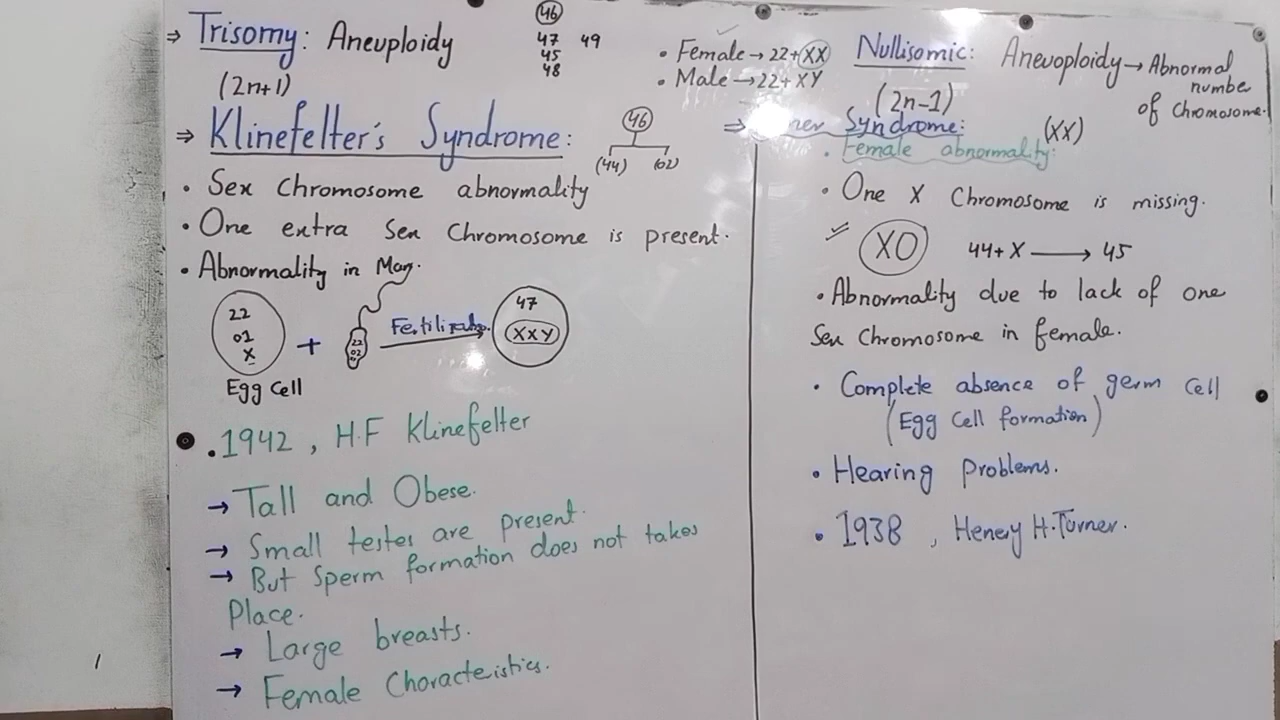 ⇒ Trisomy: Aneuploidy
(2n+1)
46
47 49
45
48
• Female → 22+XX
• Male → 22+XY
⇒ Klinefelter's Syndrome:
46
(44) (02)
• Sex Chromosome abnormality
• One extra Sex Chromosome is present.
• Abnormality in Man.
22
01
X
Egg Cell
+
22
Fertilizato.
47
XXY
• 1942, H.F Klinefelter
→ Tall and Obese.
→ Small testes are present.
→ But Sperm formation does not takes
Place.
→ Large breasts.
→ Female Characteristics.
Nullisomic: Aneuoploidy → Abnormal
number
of Chromosome.
(2n-1)
⇒ ner Syndrome:
(XX)
• Female abnormality:
• One X Chromosome is missing.
XO 44+X → 45
• Abnormality due to lack of one
Sex Chromosome in female.
• Complete absence of germ cell
(Egg Cell formation)
• Hearing Problems.
• 1938, Henery H.Turner.